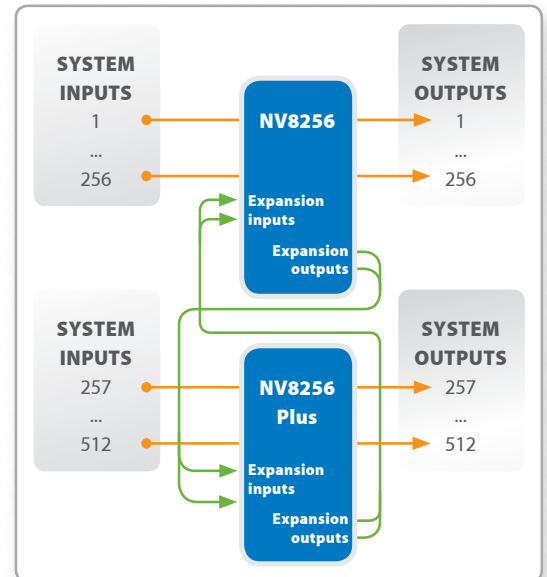 SYSTEM
INPUTS
1
...
256
NV8256
Expansion
inputs
Expansion
outputs
SYSTEM
OUTPUTS
1
...
256
SYSTEM
INPUTS
257
...
512
NV8256
Plus
Expansion
inputs
Expansion
outputs
SYSTEM
OUTPUTS
257
...
512